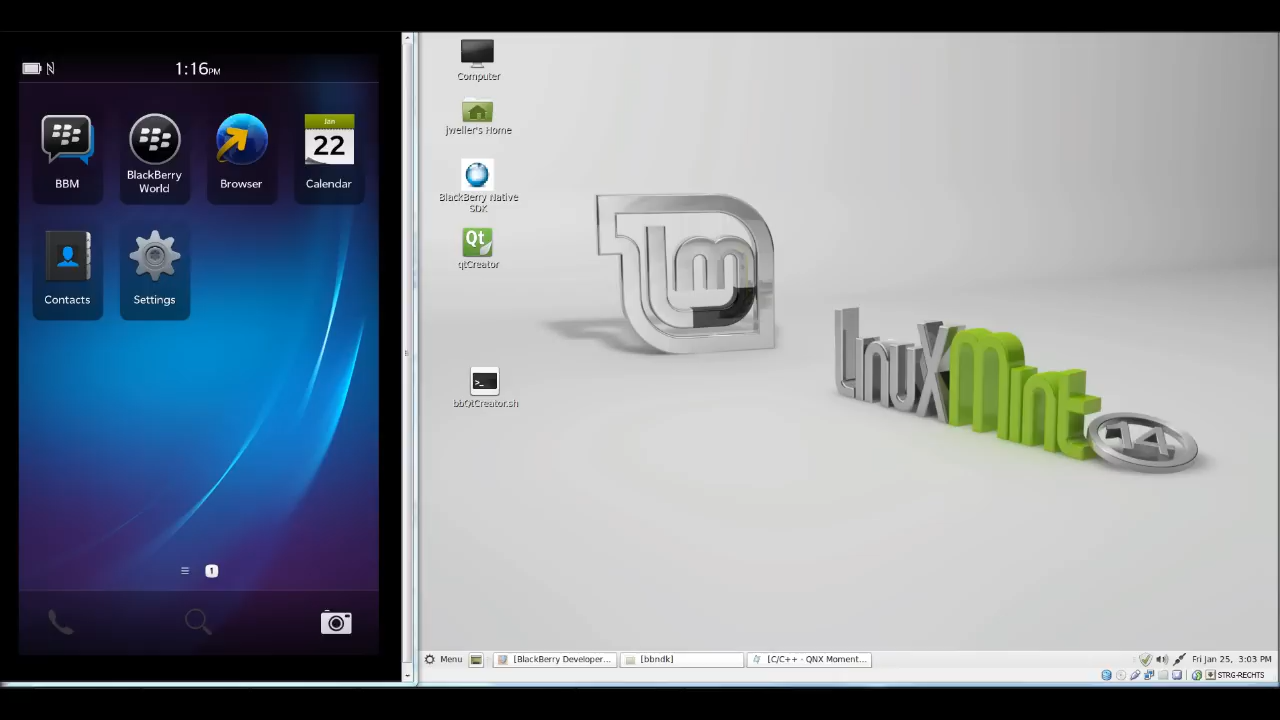 1:16PM
BBM
BlackBerry World
Browser
Jan
22
Calendar
Contacts
Settings
1
Computer
jweller's Home
BlackBerry Native
SDK
Qt
qtCreator
>_
bbQtCreator.sh
lm
LinuxMint
14
Menu
[BlackBerry Developer...
[bbndk]
[C/C++ - QNX Moment...
Fri Jan 25, 3:03 PM
STRG-RECHTS